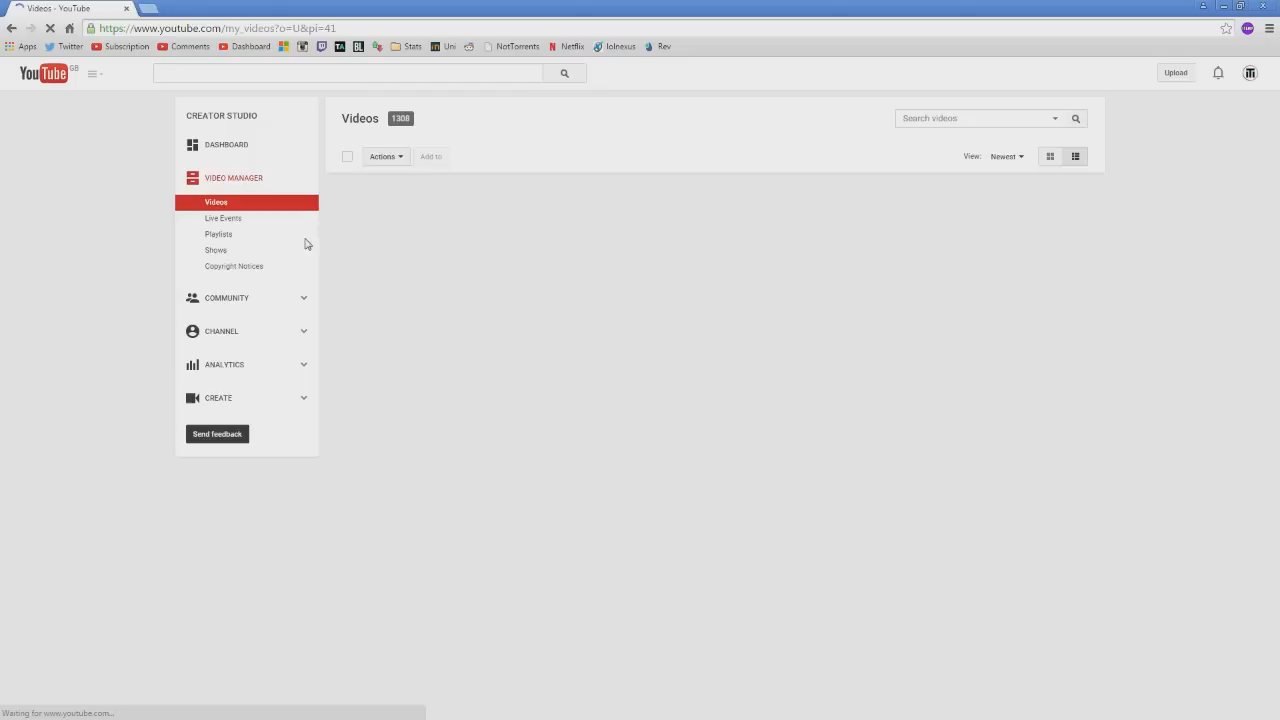 Videos - YouTube
https://www.youtube.com/my_videos?o=U&pi=41
Apps Twitter Subscription Comments Dashboard TA BL Stats Uni NotTorrents Netflix lolnexus Rev
YouTube GB
Upload
CREATOR STUDIO
DASHBOARD
VIDEO MANAGER
Videos
Live Events
Playlists
Shows
Copyright Notices
COMMUNITY
CHANNEL
ANALYTICS
CREATE
Send feedback
Videos 1308
Search videos
Actions Add to
View: Newest
Waiting for www.youtube.com...